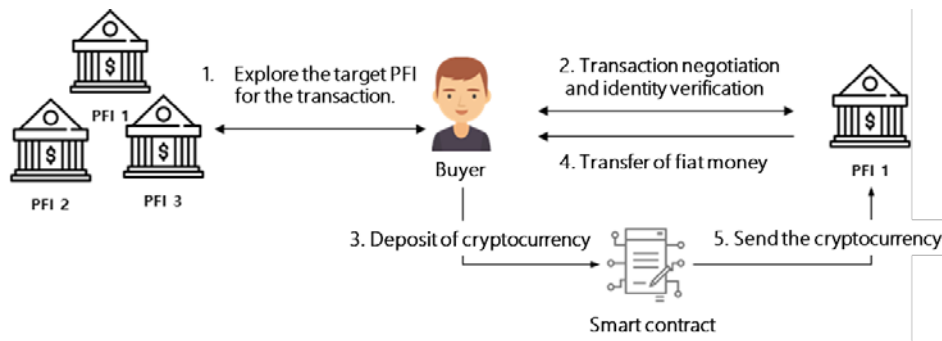 PFI 1
PFI 2
PFI 3
1. Explore the target PFI
for the transaction.
Buyer
2. Transaction negotiation
and identity verification
4. Transfer of fiat money
PFI 1
3. Deposit of cryptocurrency
5. Send the cryptocurrency
Smart contract
$
$
$
$